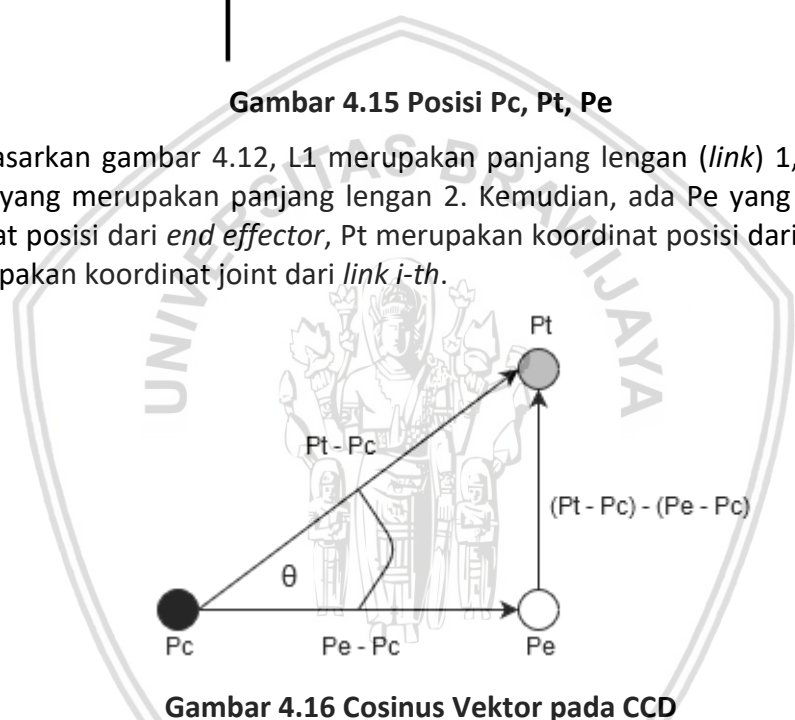 Gambar 4.15 Posisi Pc, Pt, Pe
asarkan gambar 4.12, L1 merupakan panjang lengan (link) 1,
yang merupakan panjang lengan 2. Kemudian, ada Pe yang
at posisi dari end effector, Pt merupakan koordinat posisi dari
pakan koordinat joint dari link i-th.
UNIVERSITAS BRAWIJAYA
Pt
Pt - Pc
(Pt - Pc) - (Pe - Pc)
θ
Pc
Pe - Pc
Pe
Gambar 4.16 Cosinus Vektor pada CCD